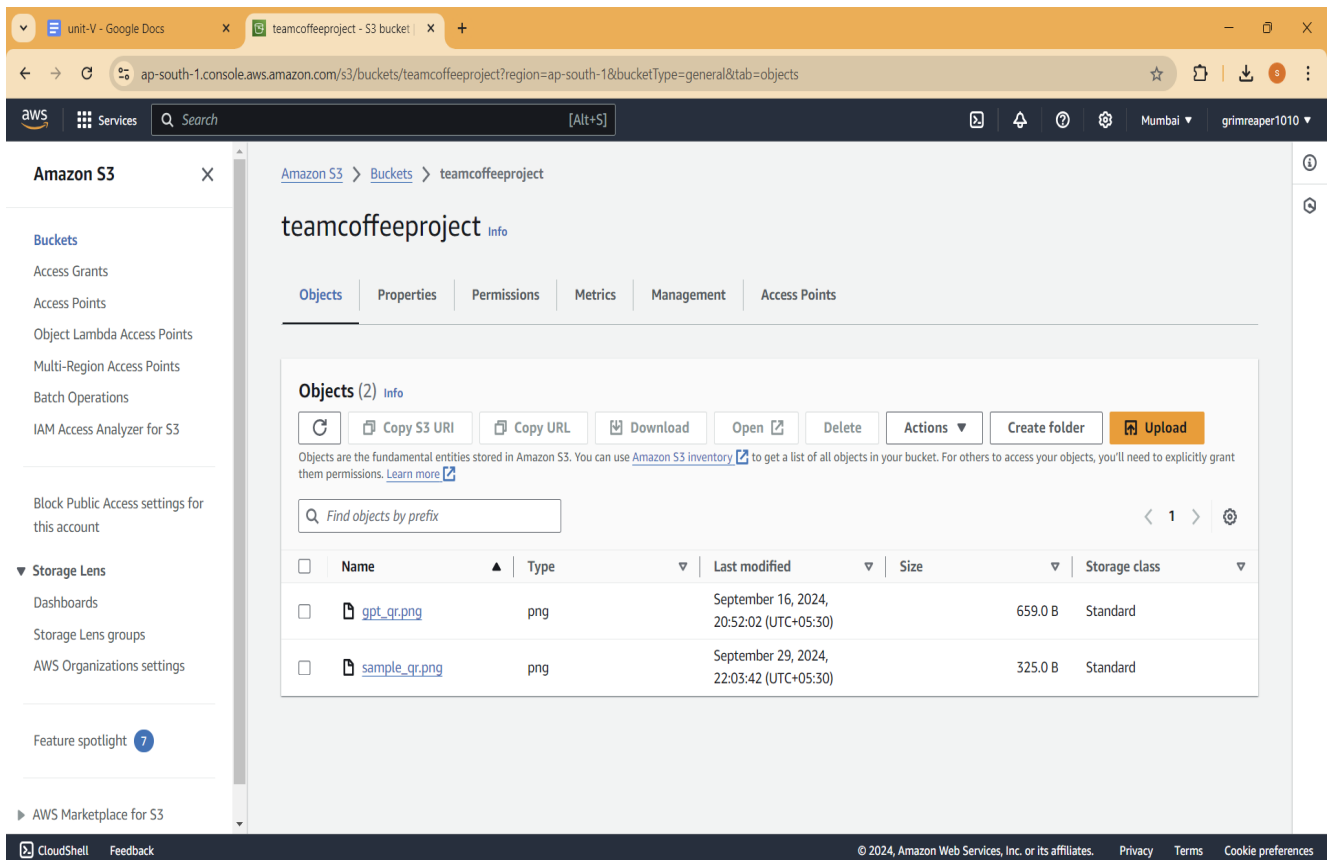 unit-V - Google Docs
teamcoffeeproject - S3 bucket |
ap-south-1.console.aws.amazon.com/s3/buckets/teamcoffeeproject?region=ap-south-1&bucketType=general&tab=objects
S
aws Services Search [Alt+S] Mumbai ▼ grimreaper1010 ▼
Amazon S3
Buckets
Access Grants
Access Points
Object Lambda Access Points
Multi-Region Access Points
Batch Operations
IAM Access Analyzer for S3
Block Public Access settings for
this account
Storage Lens
Dashboards
Storage Lens groups
AWS Organizations settings
Feature spotlight 7
AWS Marketplace for S3
Amazon S3 > Buckets > teamcoffeeproject
teamcoffeeproject Info
Objects Properties Permissions Metrics Management Access Points
Objects (2) Info
Copy S3 URI Copy URL Download Open Delete Actions ▼ Create folder Upload
Objects are the fundamental entities stored in Amazon S3. You can use Amazon S3 inventory to get a list of all objects in your bucket. For others to access your objects, you'll need to explicitly grant
them permissions. Learn more
Find objects by prefix
< 1 >
Name Type Last modified Size Storage class
gpt_qr.png png September 16, 2024, 659.0 B Standard
20:52:02 (UTC+05:30)
sample_qr.png png September 29, 2024, 325.0 B Standard
22:03:42 (UTC+05:30)
CloudShell Feedback © 2024, Amazon Web Services, Inc. or its affiliates. Privacy Terms Cookie preferences